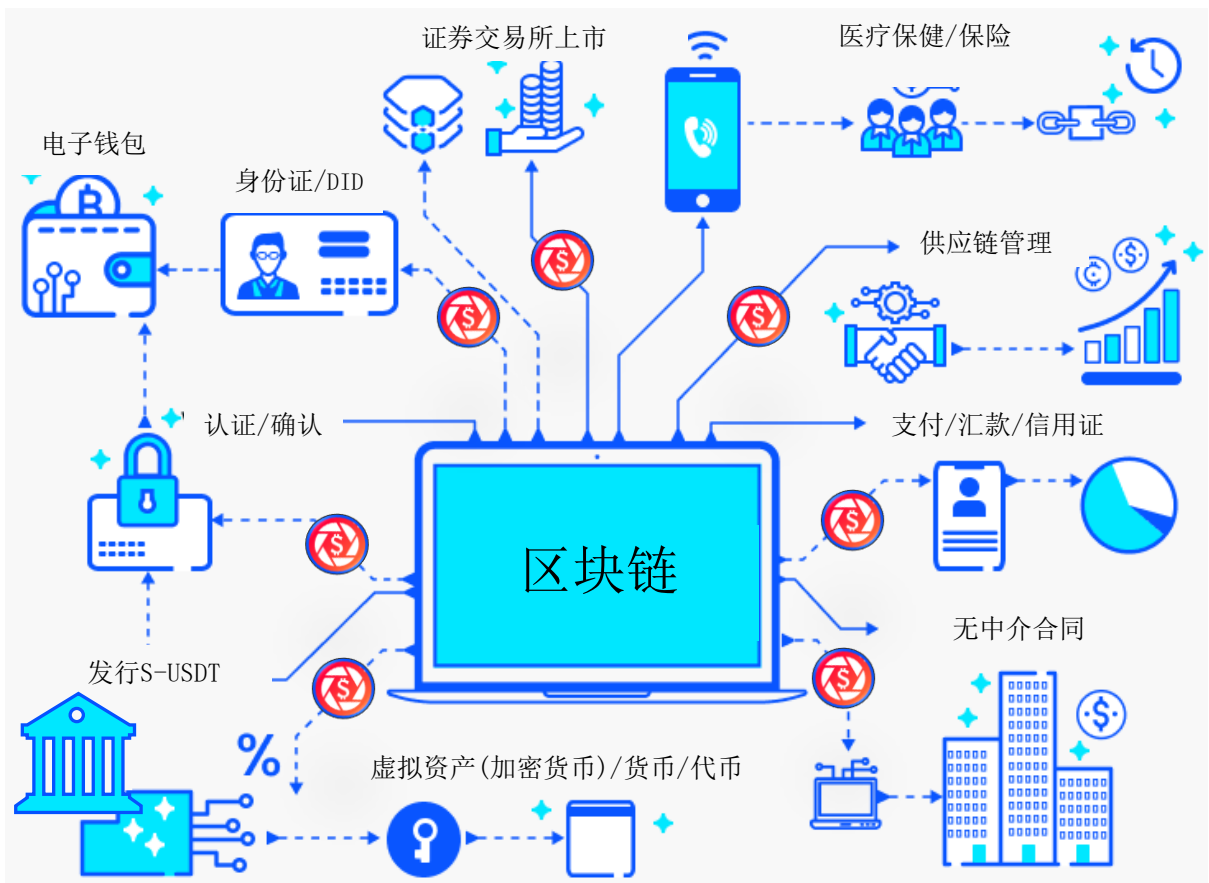 证券交易所上市
医疗保健/保险
电子钱包
身份证/DID
供应链管理
认证/确认
支付/汇款/信用证
区块链
无中介合同
发行S-USDT
%
虚拟资产(加密货币)/货币/代币